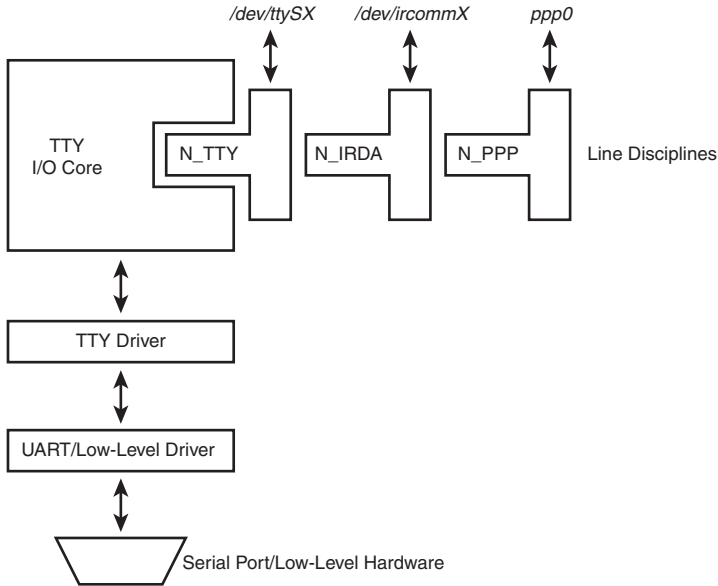 /dev/ttySX
/dev/ircommX
ppp0
TTY
I/O Core
N_TTY
N_IRDA
N_PPP
Line Disciplines
TTY Driver
UART/Low-Level Driver
Serial Port/Low-Level Hardware